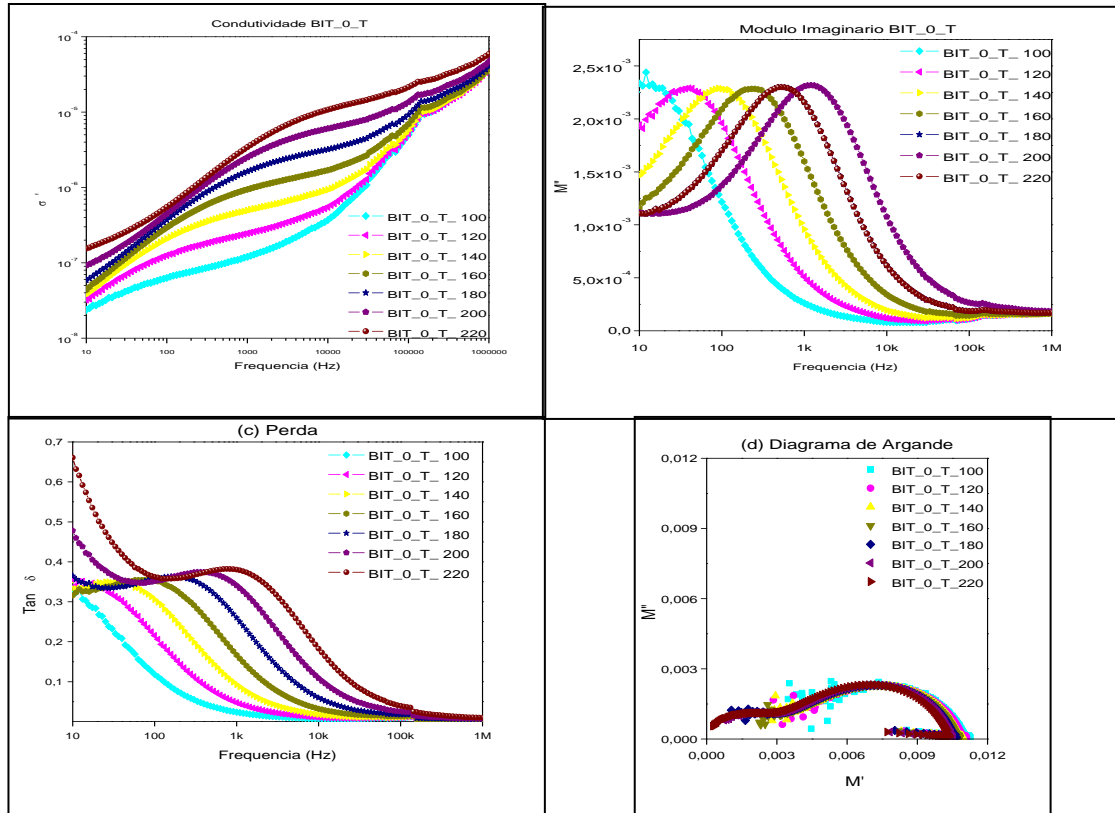 Condutividade BIT_0_T
10⁻⁴
10⁻⁵
10⁻⁶
10⁻⁷
10⁻⁸
σ'
BIT_0_T_ 100
BIT_0_T_ 120
BIT_0_T_ 140
BIT_0_T_ 160
BIT_0_T_ 180
BIT_0_T_ 200
BIT_0_T_ 220
10 100 1000 10000 100000 1000000
Frequencia (Hz)
Modulo Imaginario BIT_0_T
2,5x10⁻³
2,0x10⁻³
1,5x10⁻³
1,0x10⁻³
5,0x10⁻⁴
0,0
M''
BIT_0_T_ 100
BIT_0_T_ 120
BIT_0_T_ 140
BIT_0_T_ 160
BIT_0_T_ 180
BIT_0_T_ 200
BIT_0_T_ 220
10 100 1k 10k 100k 1M
Frequencia (Hz)
(c) Perda
0,7
0,6
0,5
0,4
0,3
0,2
0,1
Tan δ
BIT_0_T_ 100
BIT_0_T_ 120
BIT_0_T_ 140
BIT_0_T_ 160
BIT_0_T_ 180
BIT_0_T_ 200
BIT_0_T_ 220
10 100 1k 10k 100k 1M
Frequencia (Hz)
(d) Diagrama de Argande
0,012
0,009
0,006
0,003
0,000
M''
BIT_0_T_100
BIT_0_T_120
BIT_0_T_140
BIT_0_T_160
BIT_0_T_180
BIT_0_T_200
BIT_0_T_220
0,000 0,003 0,006 0,009 0,012
M'